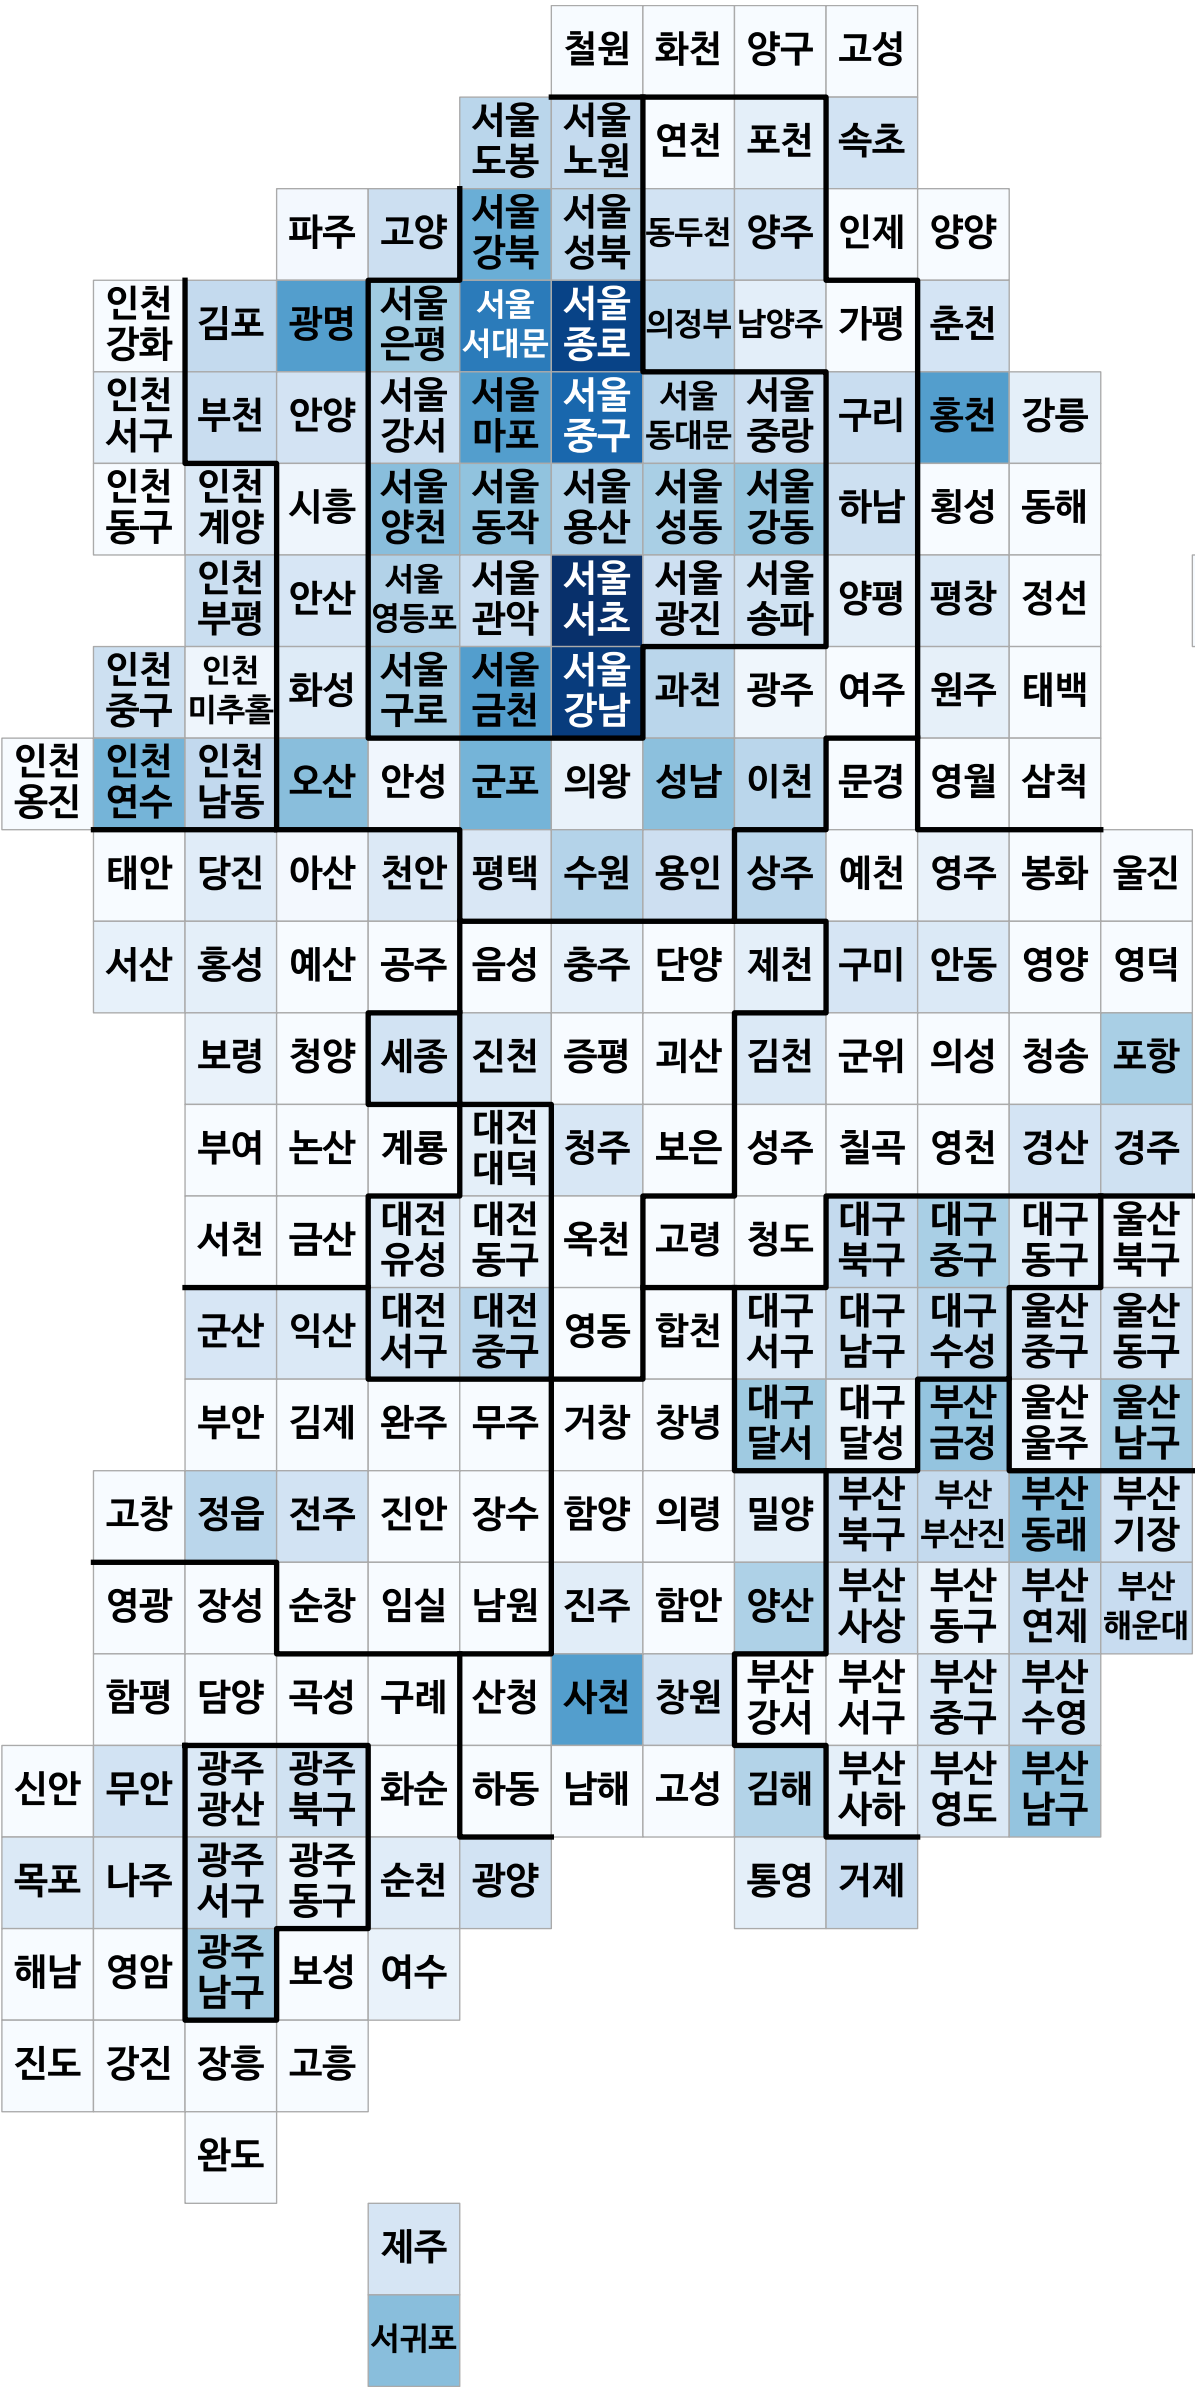 철원 화천 양구 고성
서울 도봉 서울 노원 연천 포천 속초
파주 고양 서울 강북 서울 성북 동두천 양주 인제 양양
인천 강화 김포 광명 서울 은평 서울 서대문 서울 종로 의정부 남양주 가평 춘천
인천 서구 부천 안양 서울 강서 서울 마포 서울 중구 서울 동대문 서울 중랑 구리 홍천 강릉
인천 동구 인천 계양 시흥 서울 양천 서울 동작 서울 용산 서울 성동 서울 강동 하남 횡성 동해
인천 부평 안산 서울 영등포 서울 관악 서울 서초 서울 광진 서울 송파 양평 평창 정선
인천 중구 인천 미추홀 화성 서울 구로 서울 금천 서울 강남 과천 광주 여주 원주 태백
인천 옹진 인천 연수 인천 남동 오산 안성 군포 의왕 성남 이천 문경 영월 삼척
태안 당진 아산 천안 평택 수원 용인 상주 예천 영주 봉화 울진
서산 홍성 예산 공주 음성 충주 단양 제천 구미 안동 영양 영덕
보령 청양 세종 진천 증평 괴산 김천 군위 의성 청송 포항
부여 논산 계룡 대전 대덕 청주 보은 성주 칠곡 영천 경산 경주
서천 금산 대전 유성 대전 동구 옥천 고령 청도 대구 북구 대구 중구 대구 동구 울산 북구
군산 익산 대전 서구 대전 중구 영동 합천 대구 서구 대구 남구 대구 수성 울산 중구 울산 동구
부안 김제 완주 무주 거창 창녕 대구 달서 대구 달성 부산 금정 울산 울주 울산 남구
고창 정읍 전주 진안 장수 함양 의령 밀양 부산 북구 부산 부산진 부산 동래 부산 기장
영광 장성 순창 임실 남원 진주 함안 양산 부산 사상 부산 동구 부산 연제 부산 해운대
함평 담양 곡성 구례 산청 사천 창원 부산 강서 부산 서구 부산 중구 부산 수영
신안 무안 광주 광산 광주 북구 화순 하동 남해 고성 김해 부산 사하 부산 영도 부산 남구
목포 나주 광주 서구 광주 동구 순천 광양 통영 거제
해남 영암 광주 남구 보성 여수
진도 강진 장흥 고흥
완도
제주
서귀포